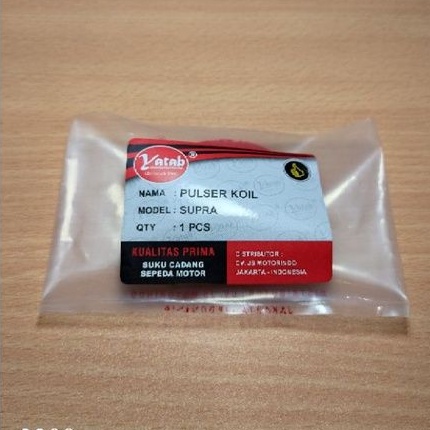 Yatab®
NAMA : PULSER KOIL
MODEL : SUPRA
QTY : 1 PCS
KUALITAS PRIMA
SUKU CADANG
SEPEDA MOTOR
DISTRIBUTOR :
CV. JS MOTORINDO
JAKARTA - INDONESIA